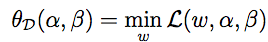 θ_𝒟(α, β) = min_w 𝓛(w, α, β)